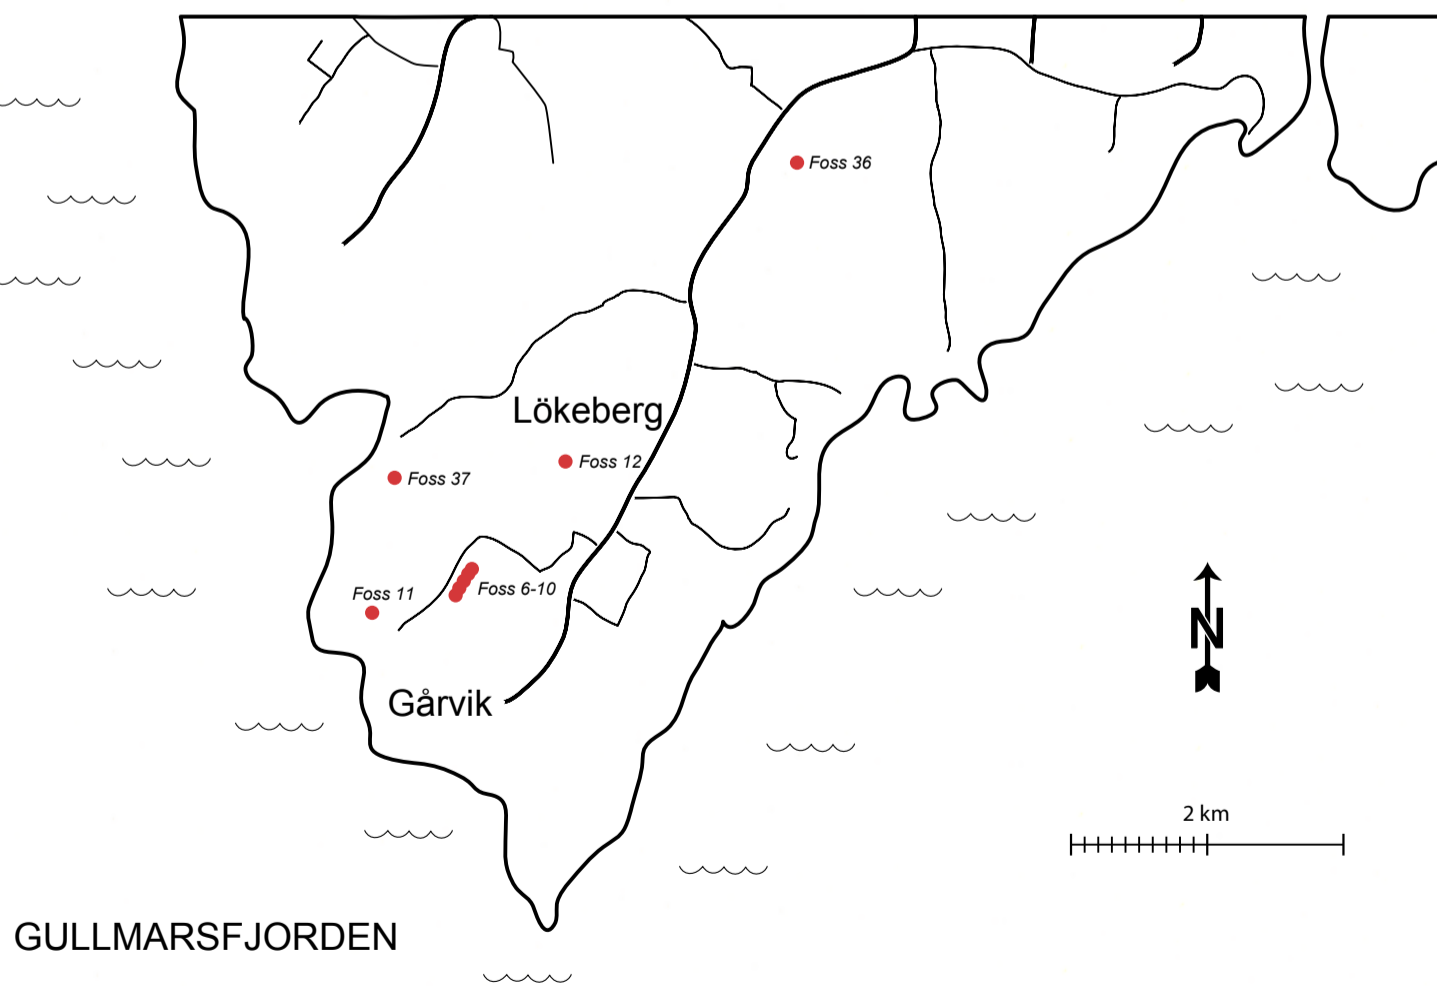 Foss 36
Lökeberg
Foss 12
Foss 37
Foss 6-10
Foss 11
N
Gårvik
2 km
GULLMARSFJORDEN